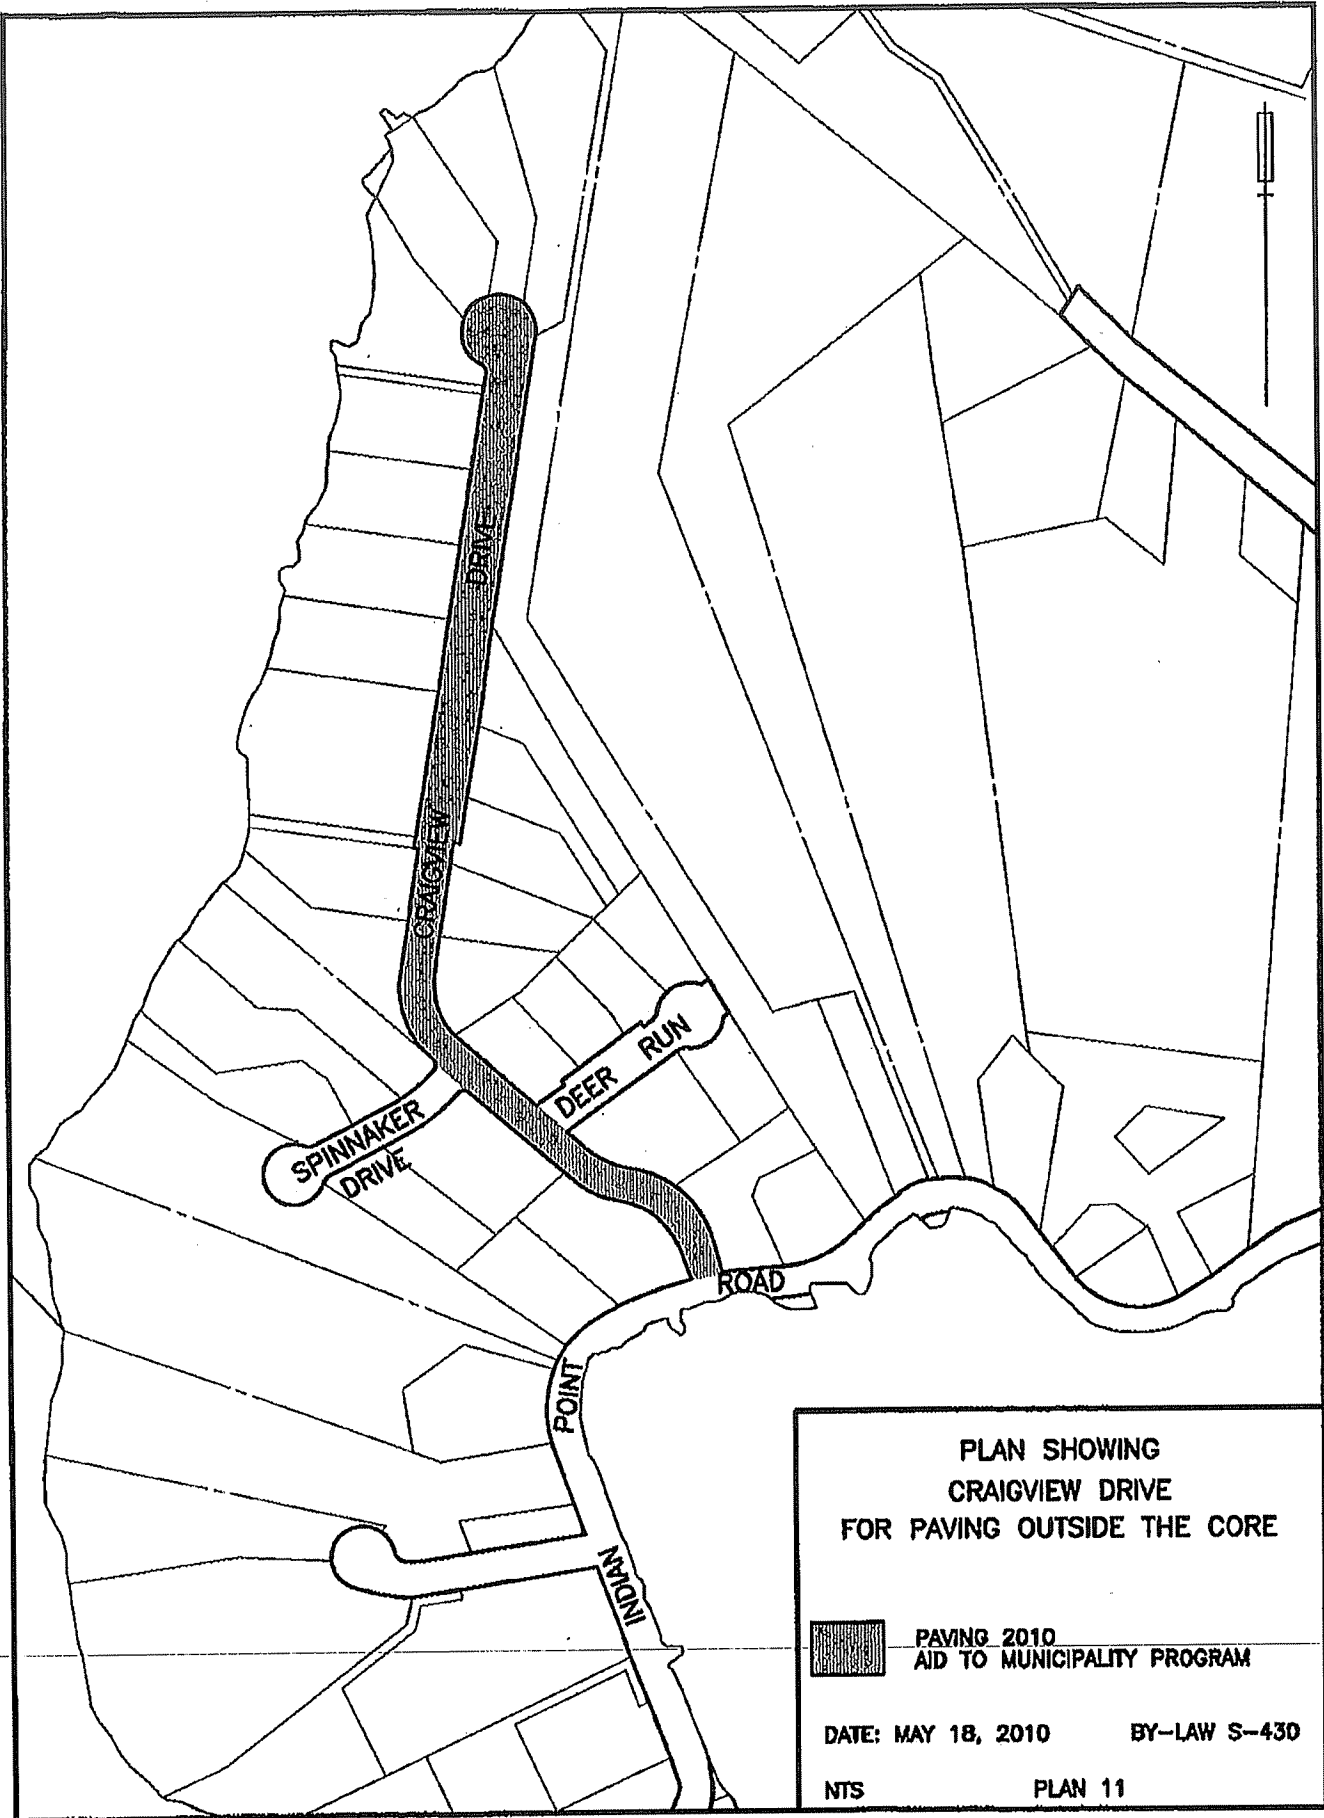 DRIVE
CRAIGVIEW
DEER RUN
SPINNAKER
DRIVE
ROAD
POINT
INDIAN
PLAN SHOWING
CRAIGVIEW DRIVE
FOR PAVING OUTSIDE THE CORE
PAVING 2010
AID TO MUNICIPALITY PROGRAM
DATE: MAY 18, 2010 BY-LAW S-430
NTS PLAN 11